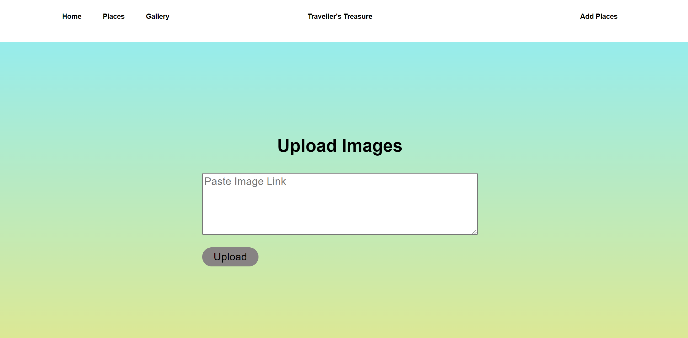 Home Places Gallery Traveller's Treasure Add Places
Upload Images
Paste Image Link
Upload